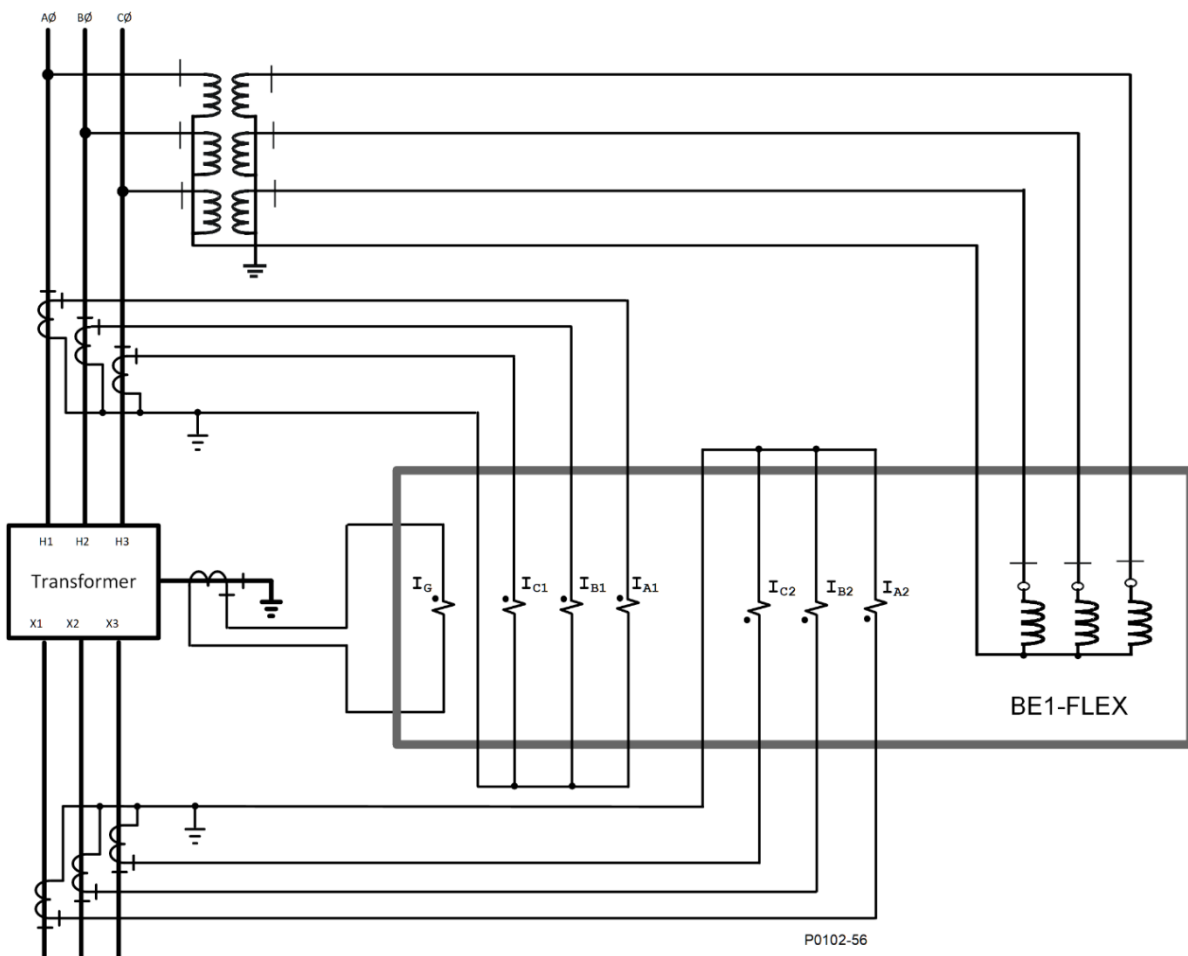 AØ BØ CØ
H1 H2 H3
Transformer
X1 X2 X3
IG IC1 IB1 IA1 IC2 IB2 IA2
BE1-FLEX
P0102-56